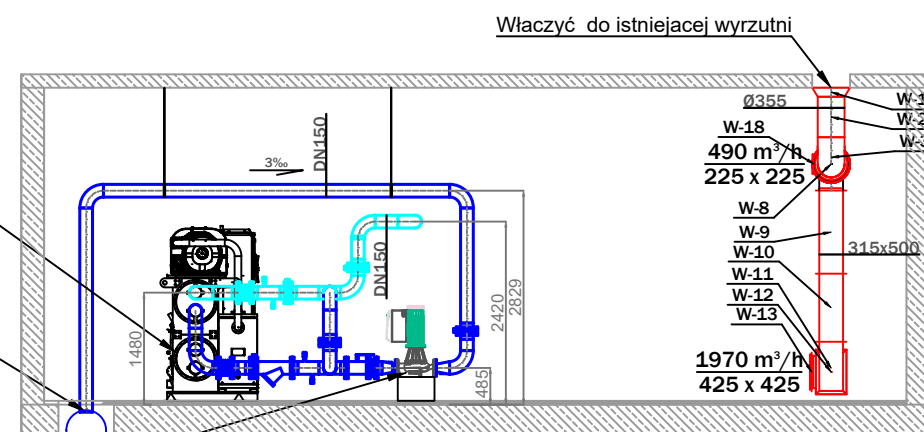 Właczyć do istniejacej wyrzutni
Ø355
W-18
490 m³/h
225 x 225
DN150
3‰
W-8
W-9
W-10
315x500
W-11
W-12
W-13
DN150
1480
2420
2829
485
1970 m³/h
425 x 425